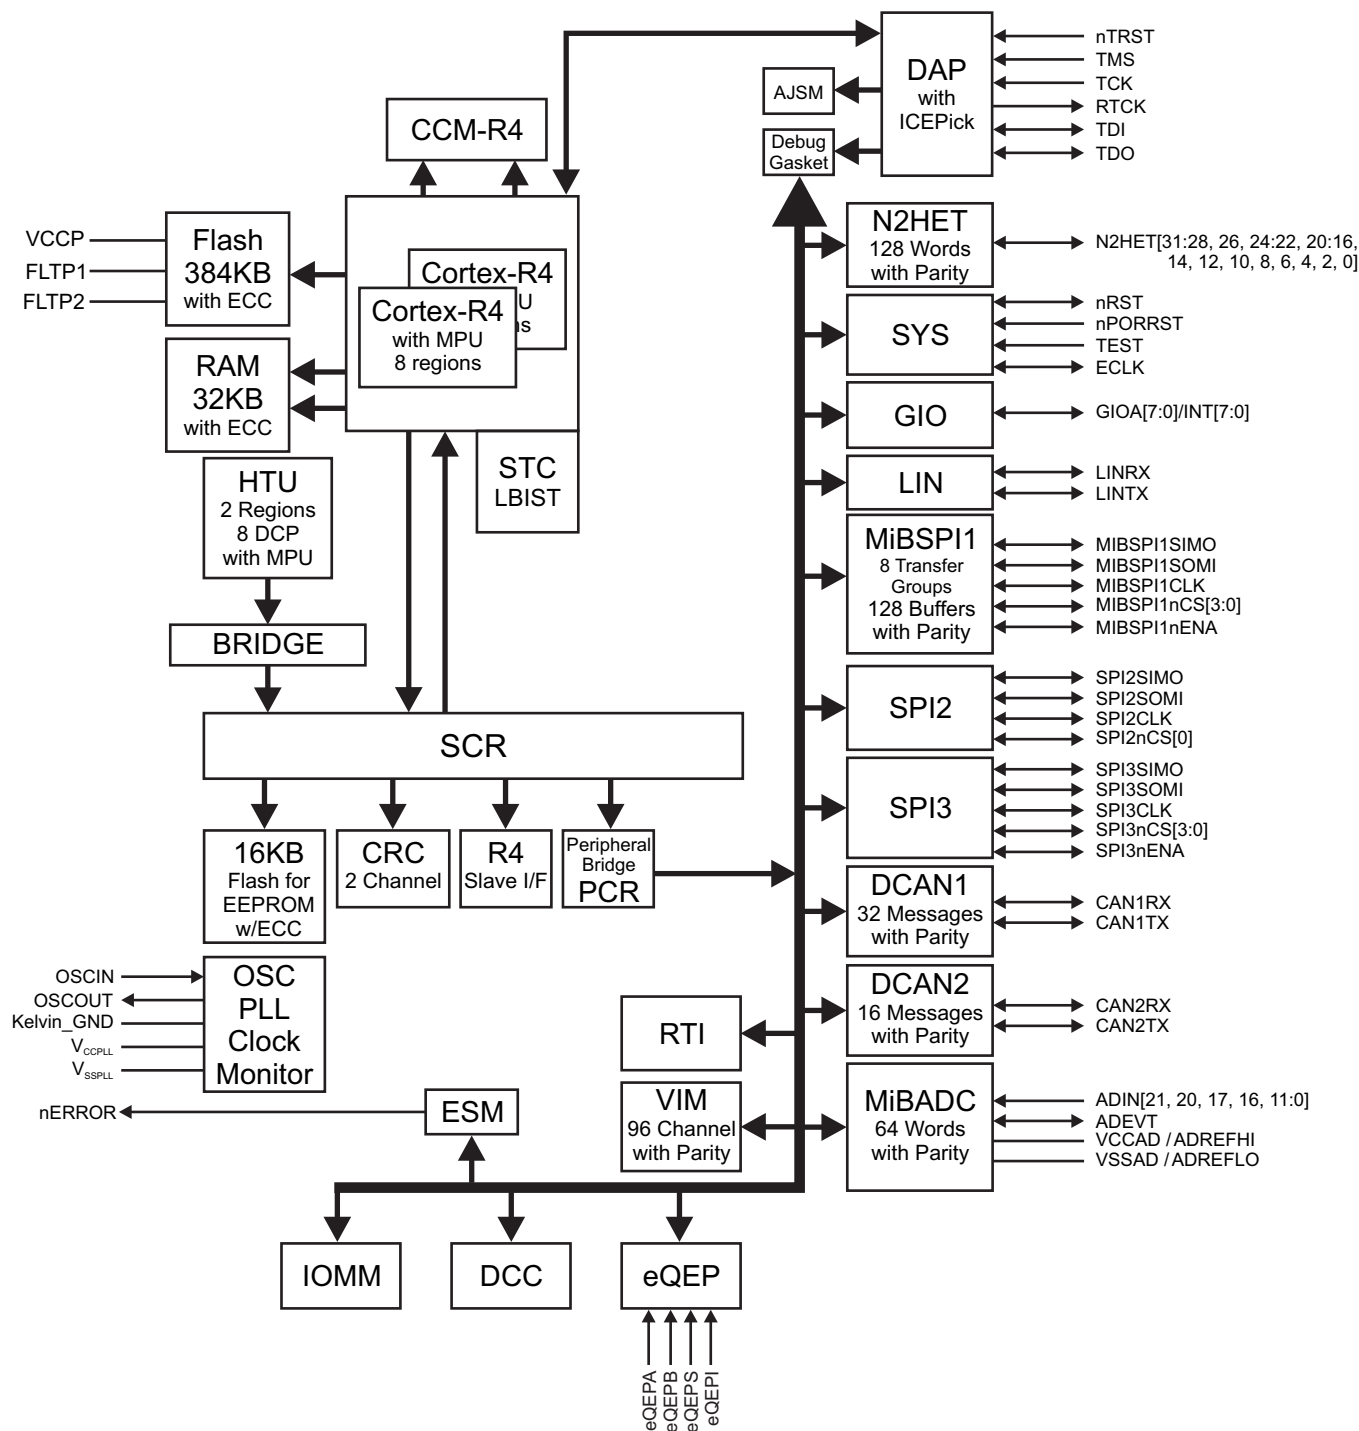 nTRST
TMS
TCK
RTCK
TDI
TDO
DAP
with
ICEPick
AJSM
Debug
Gasket
CCM-R4
VCCP
FLTP1
FLTP2
Flash
384KB
with ECC
Cortex-R4
U
ns
Cortex-R4
with MPU
8 regions
RAM
32KB
with ECC
HTU
2 Regions
8 DCP
with MPU
STC
LBIST
BRIDGE
SCR
16KB
Flash for
EEPROM
w/ECC
CRC
2 Channel
R4
Slave I/F
Peripheral
Bridge
PCR
OSCIN
OSCOUT
Kelvin_GND
VCCPLL
VSSPLL
OSC
PLL
Clock
Monitor
nERROR
ESM
RTI
VIM
96 Channel
with Parity
IOMM
DCC
eQEP
eQEPA
eQEPB
eQEPS
eQEPI
N2HET
128 Words
with Parity
N2HET[31:28, 26, 24:22, 20:16,
14, 12, 10, 8, 6, 4, 2, 0]
SYS
nRST
nPORRST
TEST
ECLK
GIO
GIOA[7:0]/INT[7:0]
LIN
LINRX
LINTX
MiBSPI1
8 Transfer
Groups
128 Buffers
with Parity
MIBSPI1SIMO
MIBSPI1SOMI
MIBSPI1CLK
MIBSPI1nCS[3:0]
MIBSPI1nENA
SPI2
SPI2SIMO
SPI2SOMI
SPI2CLK
SPI2nCS[0]
SPI3
SPI3SIMO
SPI3SOMI
SPI3CLK
SPI3nCS[3:0]
SPI3nENA
DCAN1
32 Messages
with Parity
CAN1RX
CAN1TX
DCAN2
16 Messages
with Parity
CAN2RX
CAN2TX
MiBADC
64 Words
with Parity
ADIN[21, 20, 17, 16, 11:0]
ADEVT
VCCAD / ADREFHI
VSSAD / ADREFLO